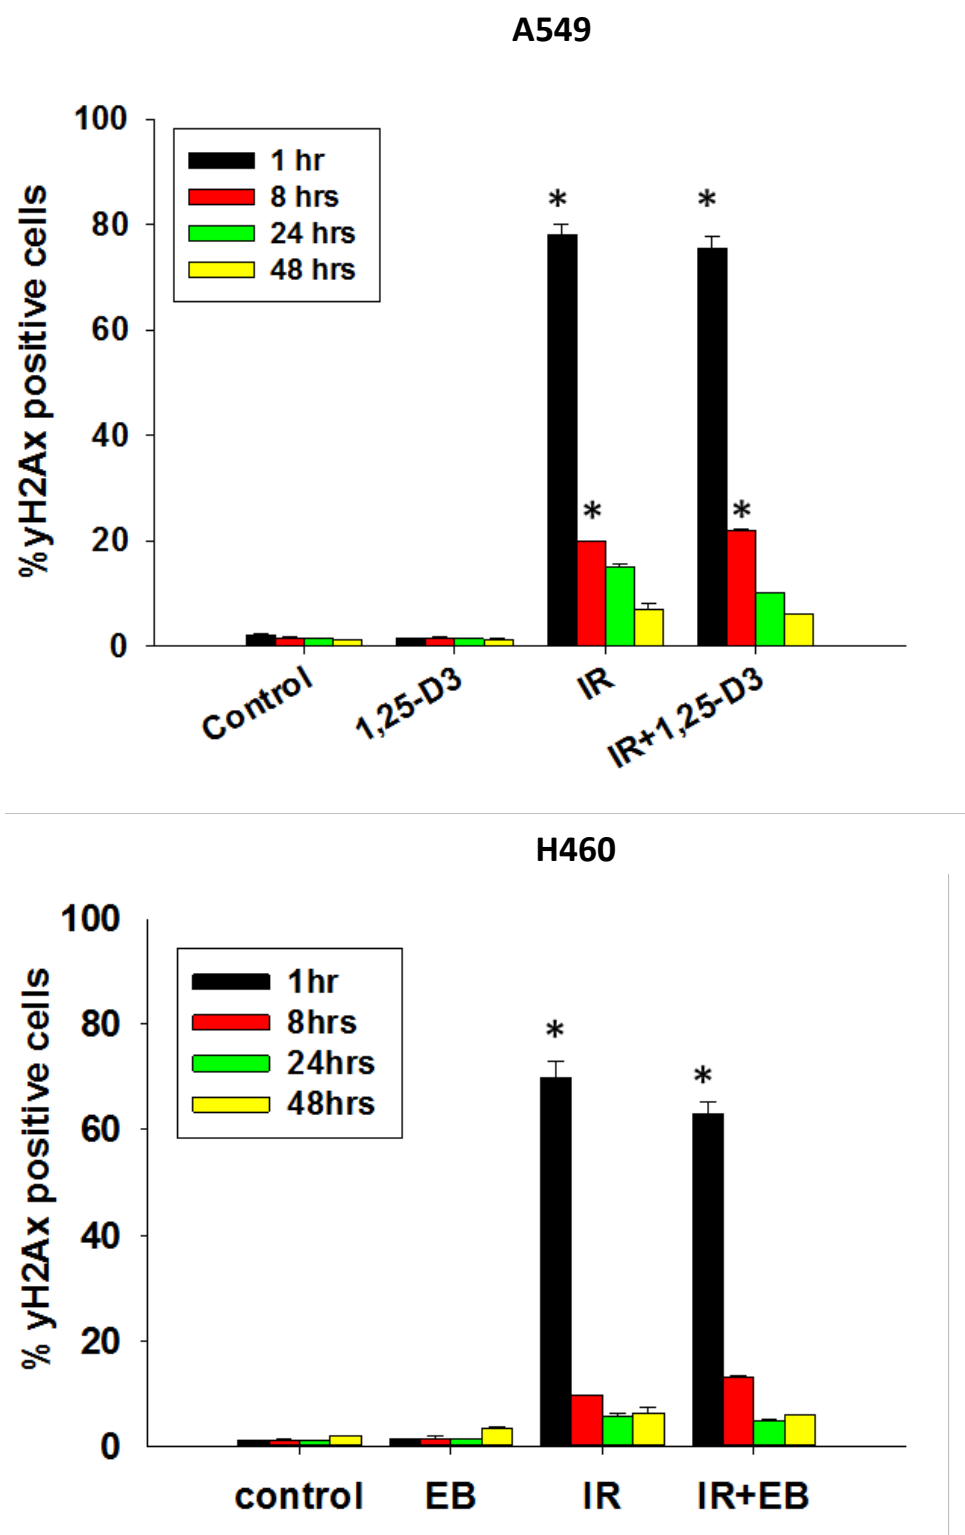 A549
100
80
60
40
20
0
%yH2Ax positive cells
1 hr
8 hrs
24 hrs
48 hrs
*
*
*
*
Control
1,25-D3
IR
IR+1,25-D3
H460
100
80
60
40
20
0
% yH2Ax positive cells
1hr
8hrs
24hrs
48hrs
*
*
control
EB
IR
IR+EB